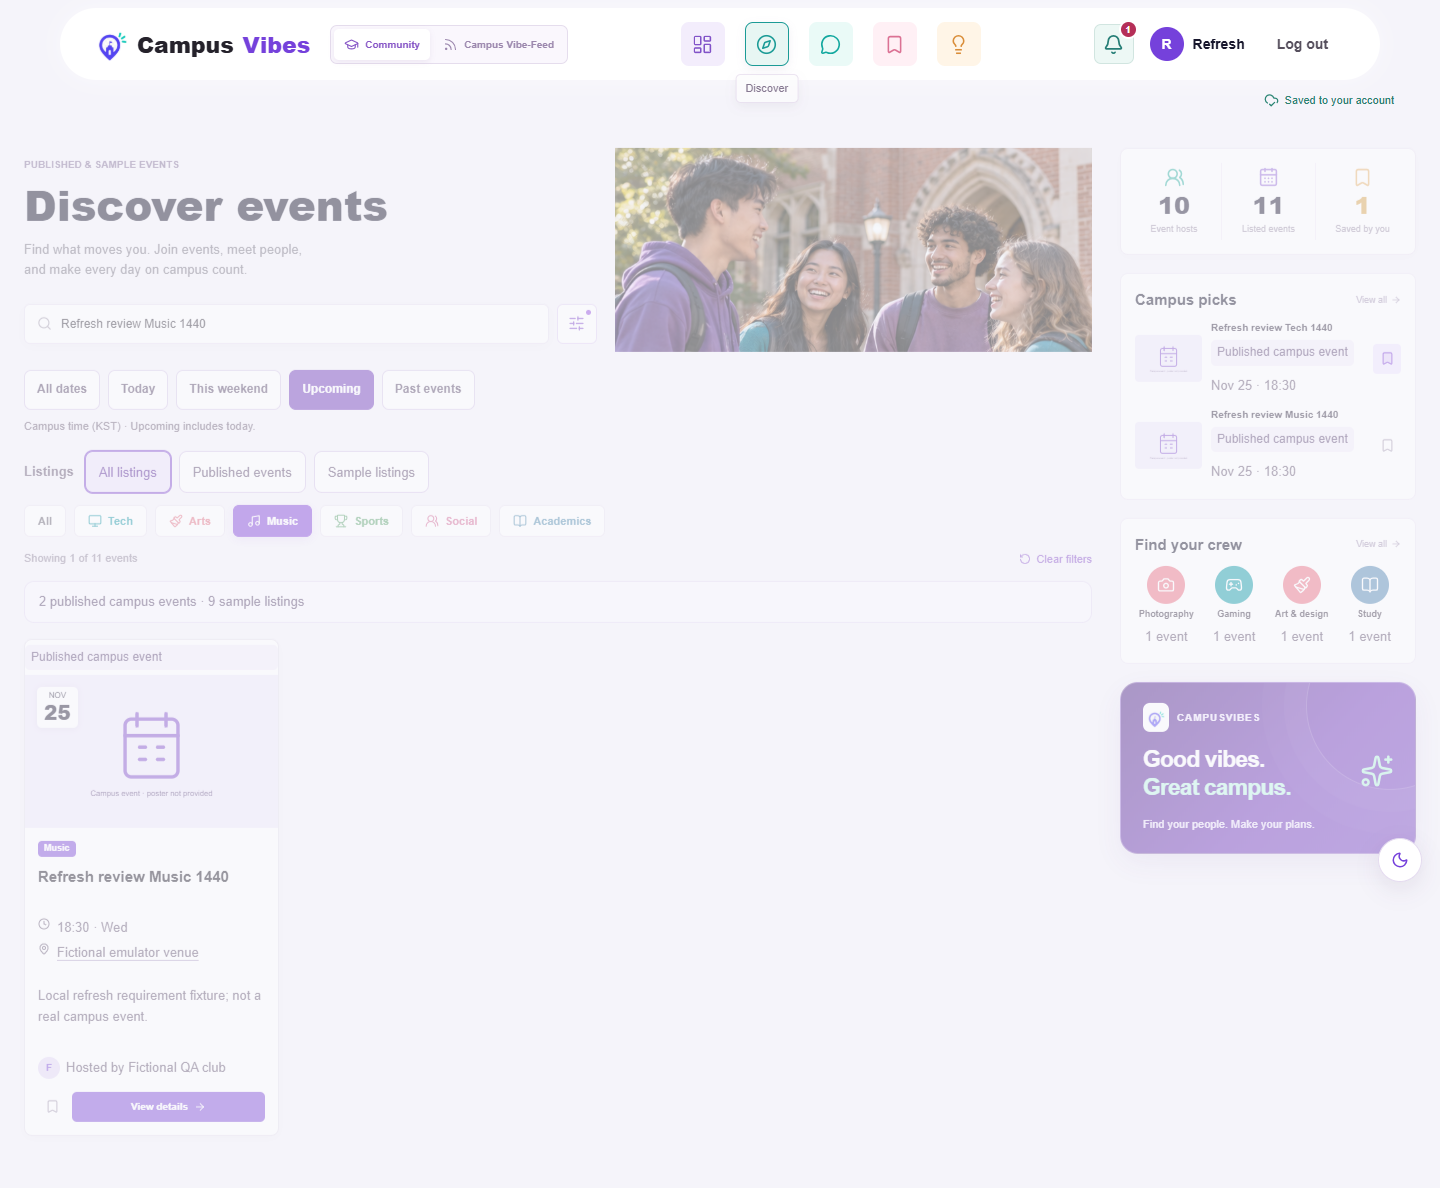 Campus Vibes
Community
Campus Vibe-Feed
1
R
Refresh
Log out
Discover
Saved to your account
PUBLISHED & SAMPLE EVENTS
Discover events
Find what moves you. Join events, meet people,
and make every day on campus count.
Refresh review Music 1440
All dates
Today
This weekend
Upcoming
Past events
Campus time (KST) · Upcoming includes today.
Listings
All listings
Published events
Sample listings
All
Tech
Arts
Music
Sports
Social
Academics
Showing 1 of 11 events
Clear filters
2 published campus events · 9 sample listings
Published campus event
NOV
25
Campus event · poster not provided
Music
Refresh review Music 1440
18:30 · Wed
Fictional emulator venue
Local refresh requirement fixture; not a
real campus event.
F
Hosted by Fictional QA club
View details
10
Event hosts
11
Listed events
1
Saved by you
Campus picks
View all
Refresh review Tech 1440
Published campus event
Nov 25 · 18:30
Refresh review Music 1440
Published campus event
Nov 25 · 18:30
Find your crew
View all
Photography
1 event
Gaming
1 event
Art & design
1 event
Study
1 event
CAMPUSVIBES
Good vibes.
Great campus.
Find your people. Make your plans.